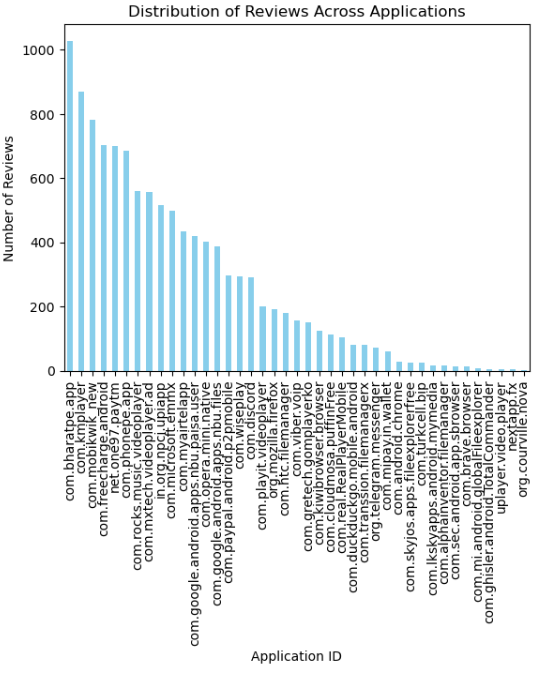 Distribution of Reviews Across Applications
Number of Reviews
1000
800
600
400
200
0
com.bharatpe.app
com.kmplayer
com.mobikwik_new
com.freecharge.android
net.one97.paytm
com.phonepe.app
com.rocks.music.videoplayer
com.mxtech.videoplayer.ad
in.org.npci.upiapp
com.microsoft.emmx
com.myairtelapp
com.google.android.apps.nbu.paisa.user
com.opera.mini.native
com.google.android.apps.nbu.files
com.paypal.android.p2pmobile
com.wiseplay
com.discord
com.playit.videoplayer
org.mozilla.firefox
com.htc.filemanager
com.viber.voip
com.gretech.gomplayerko
com.kiwibrowser.browser
com.cloudmosa.puffinFree
com.real.RealPlayerMobile
com.duckduckgo.mobile.android
com.transsion.filemanagerx
org.telegram.messenger
com.mipay.in.wallet
com.android.chrome
com.skyjos.apps.fileexplorerfree
com.turkcell.bip
com.lkskyapps.android.mymedia
com.alphainventor.filemanager
com.sec.android.app.sbrowser
com.brave.browser
com.mi.android.globalFileexplorer
com.ghisler.android.TotalCommander
uplayer.video.player
nextapp.fx
org.courville.nova
Application ID